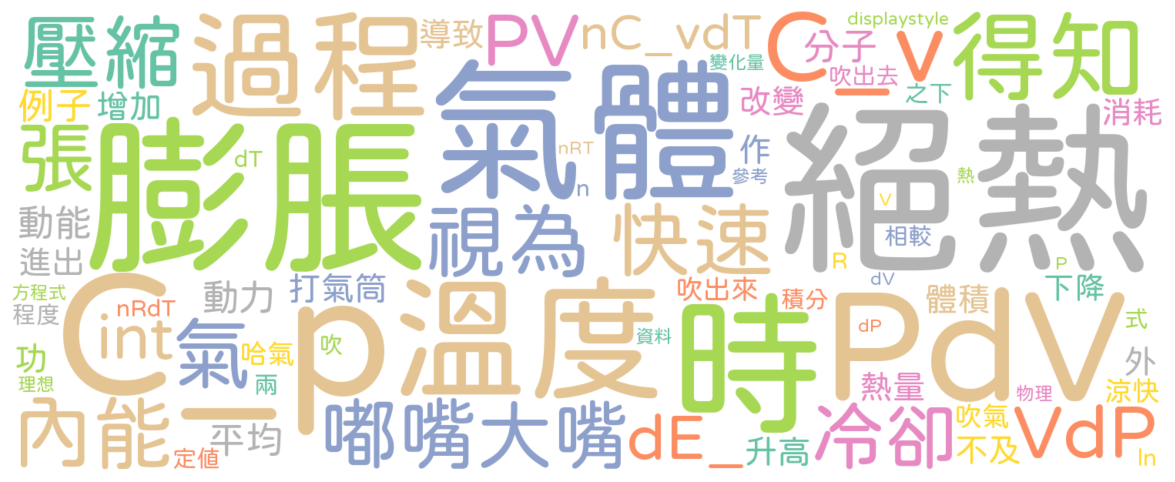 壓縮
過程
導致
PV
nC_vdT
C_v
分子
displaystyle
得知
變化量
吹出去
之下
例子
增加
氣體
改變
消耗
張
膨脹
dT
nRT
n
作
參考
絕熱
熱
V
動能
視為
快速
相較
進出
R
P
dV
方程式
程度
C_p
nRdT
int
動力
打氣筒
溫度
吹出來
積分
時
PdV
體積
下降
dP
式
功
理想
氣
哈氣
兩
吹
資料
外
熱量
物理
涼快
內能
平均
定值
嘟嘴大嘴
dE_
升高
冷卻
吹氣
不及
VdP
ln